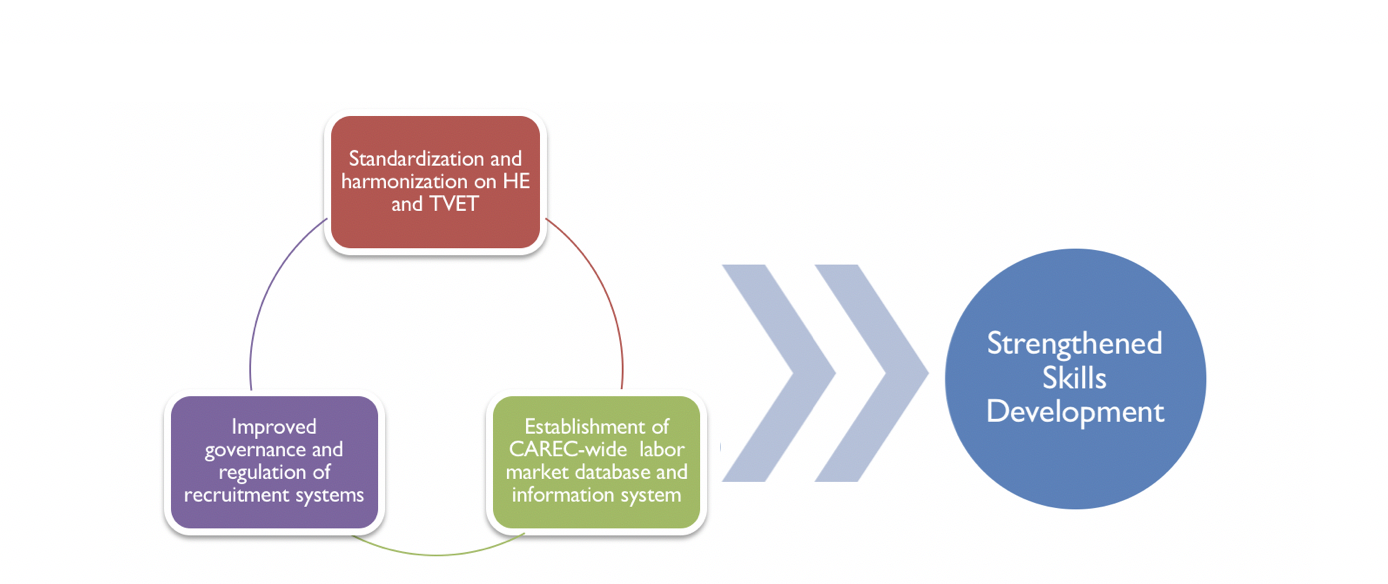 Standardization and
harmonization on HE
and TVET
Improved
governance and
regulation of
recruitment systems
Establishment of
CAREC-wide labor
market database and
information system
Strengthened
Skills
Development